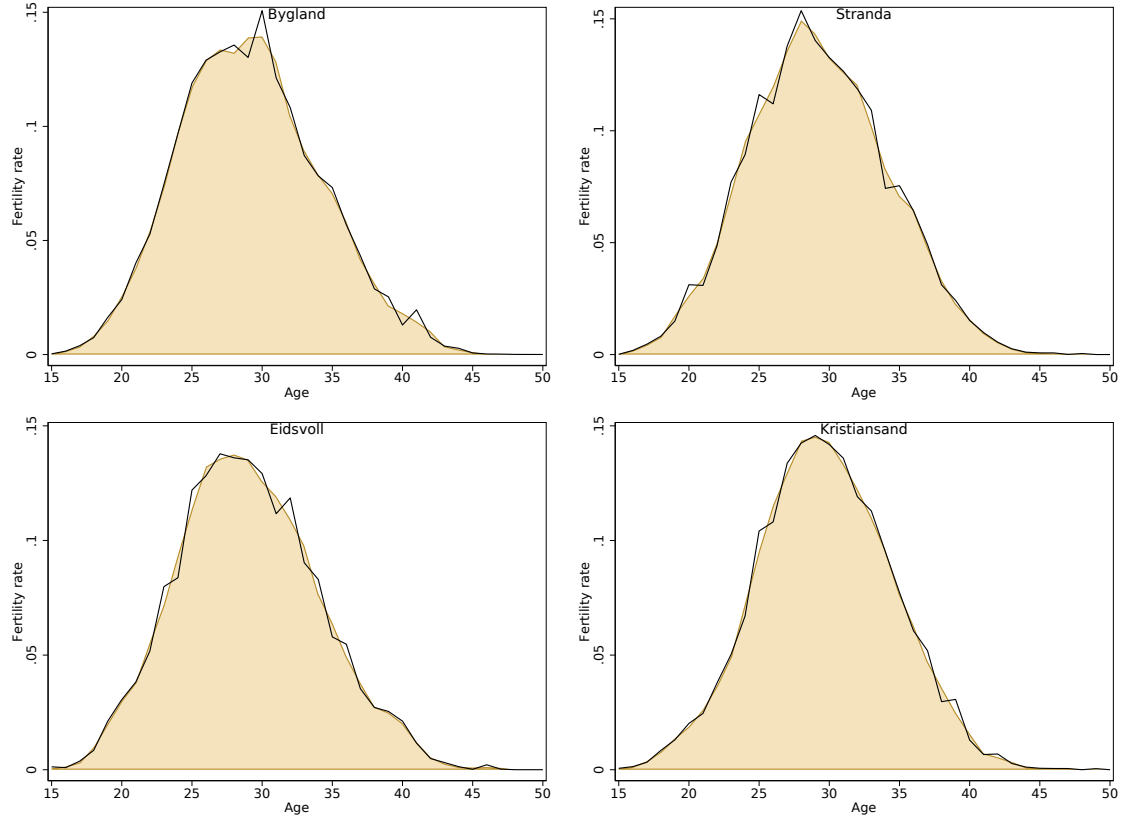 Bygland
Fertility rate
0 .05 .1 .15
15 20 25 30 35 40 45 50
Age
Stranda
Fertility rate
0 .05 .1 .15
15 20 25 30 35 40 45 50
Age
Eidsvoll
Fertility rate
0 .05 .1 .15
15 20 25 30 35 40 45 50
Age
Kristiansand
Fertility rate
0 .05 .1 .15
15 20 25 30 35 40 45 50
Age